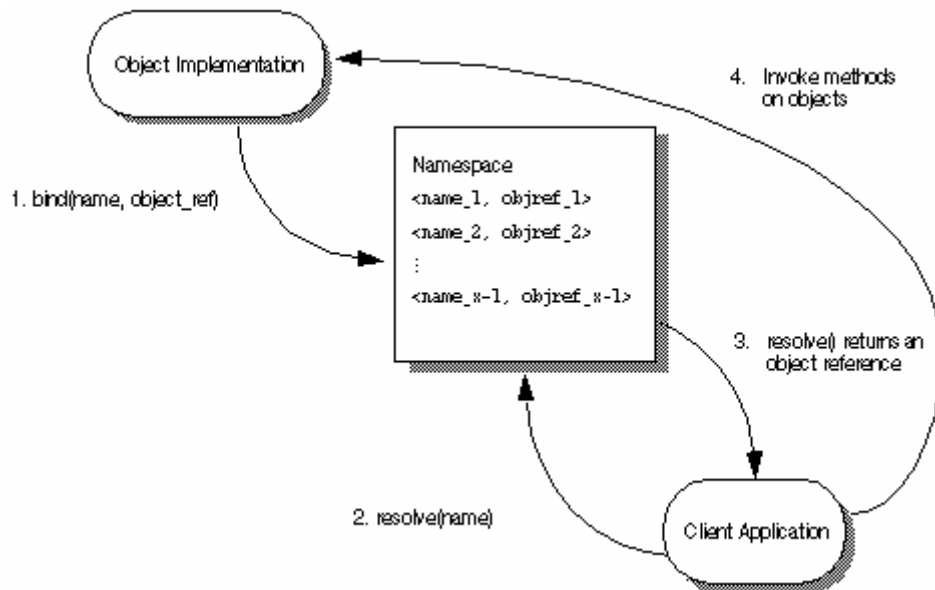 Object Implementation
4. Invoke methods
on objects
Namespace
<name_1, objref_1>
<name_2, objref_2>
⋮
<name_x-1, objref_x-1>
1. bind(name, object_ref)
3. resolve() returns an
object reference
2. resolve(name)
Client Application